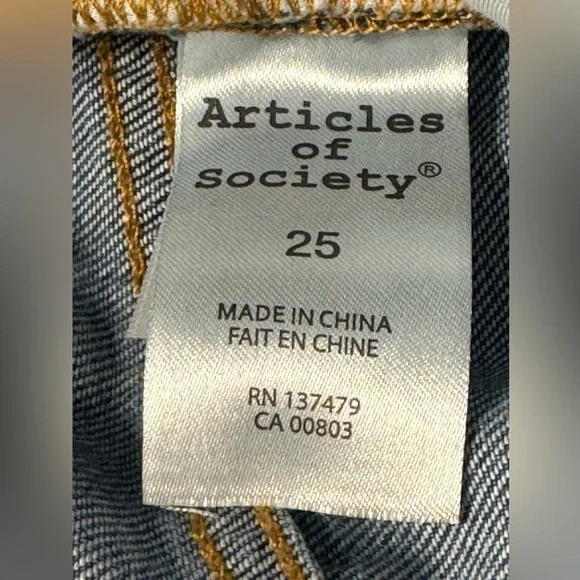 Articles
of
society®
25
MADE IN CHINA
FAIT EN CHINE
RN 137479
CA 00803